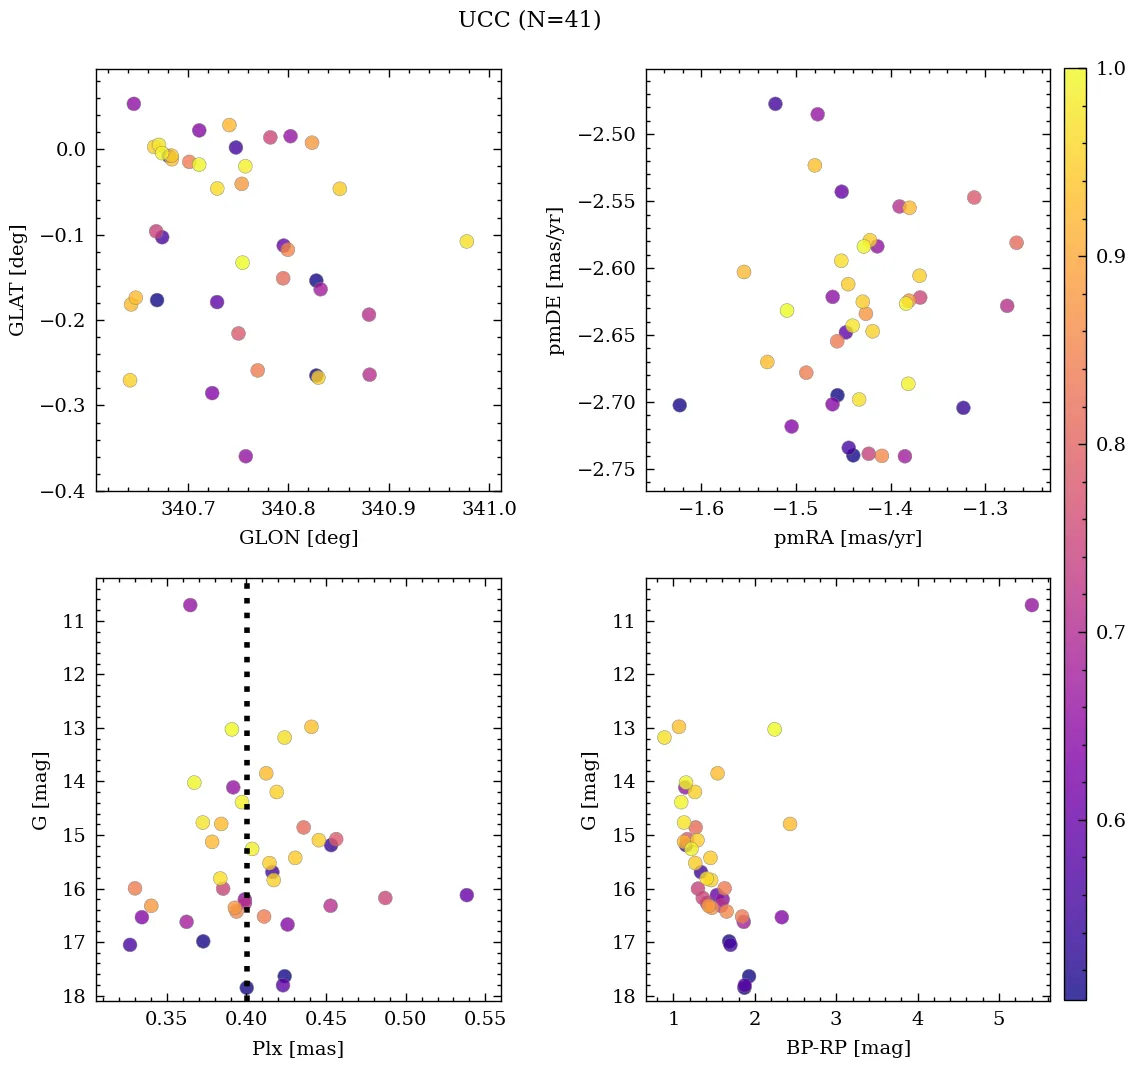 UCC (N=41)
0.0
−0.1
−0.2
−0.3
−0.4
GLAT [deg]
340.7 340.8 340.9 341.0
GLON [deg]
−2.50
−2.55
−2.60
−2.65
−2.70
−2.75
pmDE [mas/yr]
−1.6 −1.5 −1.4 −1.3
pmRA [mas/yr]
1.0
0.9
0.8
0.7
0.6
11
12
13
14
15
16
17
18
G [mag]
0.35 0.40 0.45 0.50 0.55
Plx [mas]
11
12
13
14
15
16
17
18
G [mag]
1 2 3 4 5
BP-RP [mag]